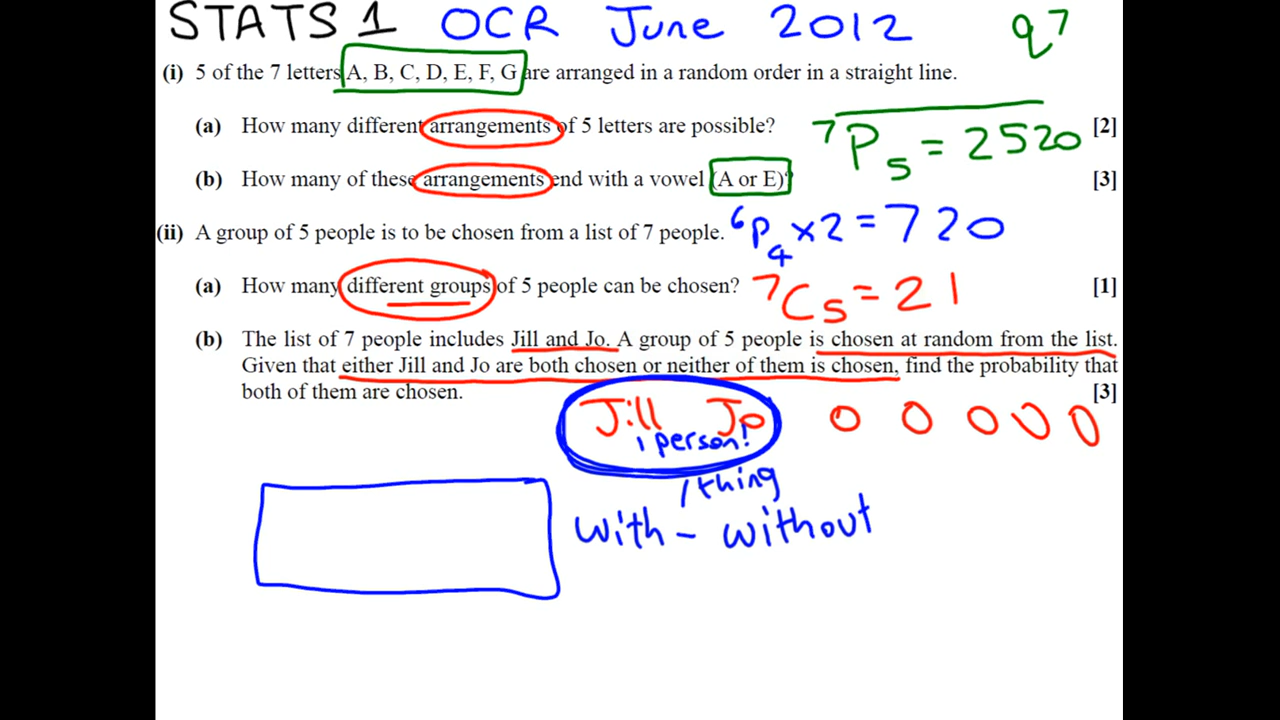 STATS 1 OCR June 2012 q7
(i) 5 of the 7 letters A, B, C, D, E, F, G are arranged in a random order in a straight line.
(a) How many different arrangements of 5 letters are possible? ⁷P₅ = 2520 [2]
(b) How many of these arrangements end with a vowel (A or E)? [3]
(ii) A group of 5 people is to be chosen from a list of 7 people. ⁶P₄ × 2 = 720
(a) How many different groups of 5 people can be chosen? ⁷C₅ = 21 [1]
(b) The list of 7 people includes Jill and Jo. A group of 5 people is chosen at random from the list.
Given that either Jill and Jo are both chosen or neither of them is chosen, find the probability that
both of them are chosen. [3]
Jill Jo O O O O O
1 person!
/thing
with - without